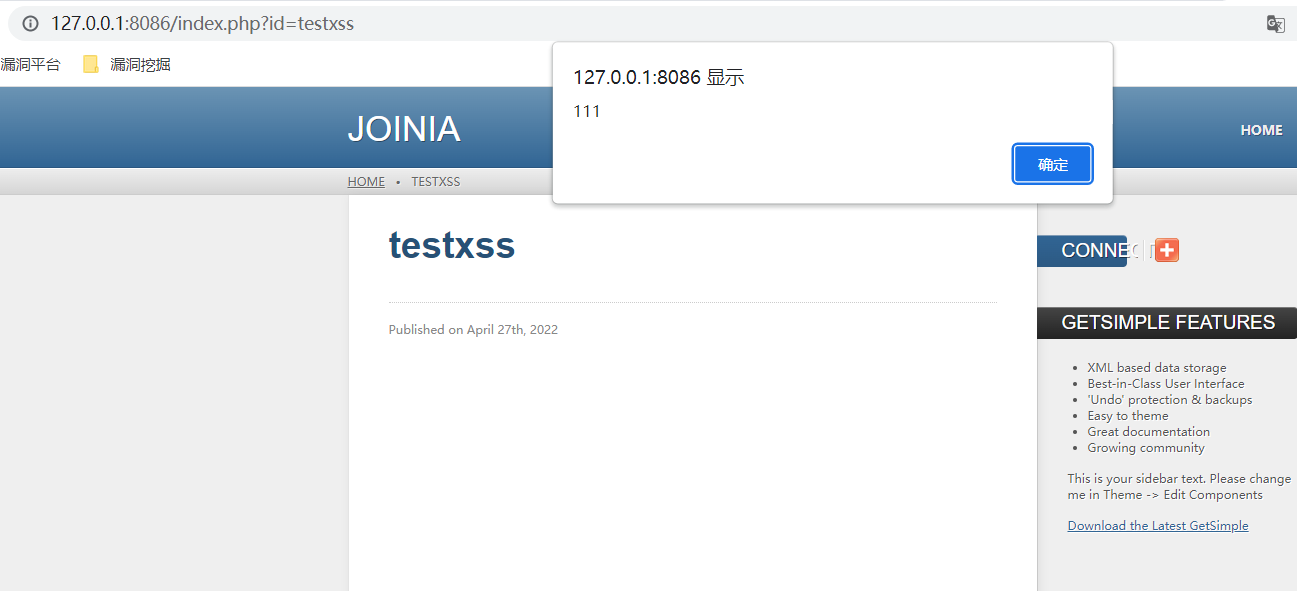 127.0.0.1:8086/index.php?id=testxss
漏洞平台 漏洞挖掘
127.0.0.1:8086 显示
111
确定
JOINIA
HOME
HOME • TESTXSS
testxss
Published on April 27th, 2022
CONNECT
GETSIMPLE FEATURES
• XML based data storage
• Best-in-Class User Interface
• 'Undo' protection & backups
• Easy to theme
• Great documentation
• Growing community
This is your sidebar text. Please change
me in Theme -> Edit Components
Download the Latest GetSimple